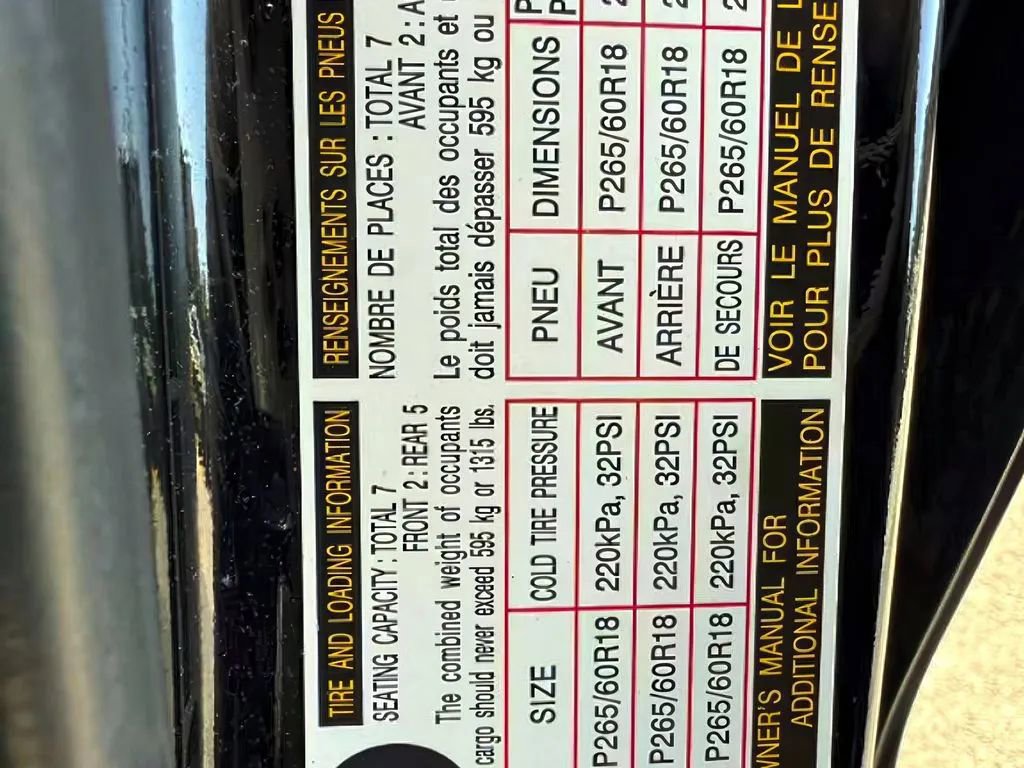 TIRE AND LOADING INFORMATION
SEATING CAPACITY : TOTAL 7
FRONT 2 : REAR 5
The combined weight of occupants
cargo should never exceed 595 kg or 1315 lbs.
SIZE COLD TIRE PRESSURE
P265/60R18 220kPa, 32PSI
P265/60R18 220kPa, 32PSI
P265/60R18 220kPa, 32PSI
MANUAL FOR
ADDITIONAL INFORMATION
RENSEIGNEMENTS SUR LES PNEUS
NOMBRE DE PLACES : TOTAL 7
AVANT 2 :
Le poids total des occupants et
doit jamais dépasser 595 kg ou
PNEU DIMENSIONS
AVANT P265/60R18
ARRIÈRE P265/60R18
DE SECOURS P265/60R18
VOIR LE MANUEL DE
POUR PLUS DE